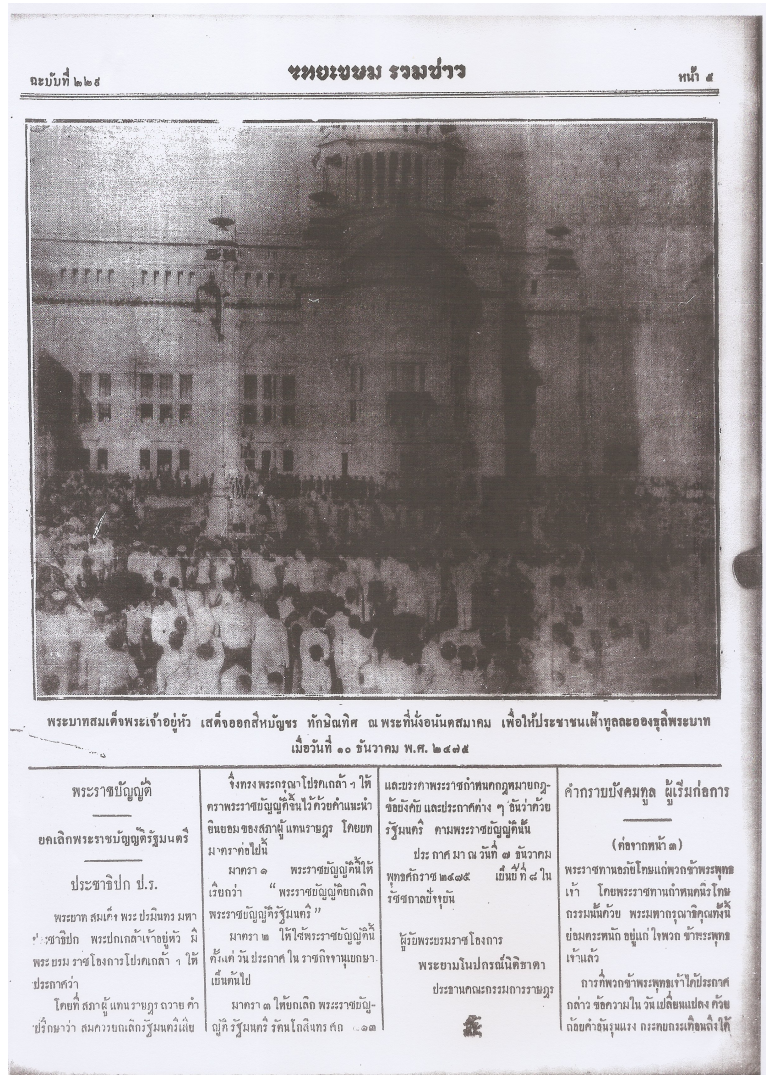 ฉะบับที่ ๒๒๙
รวมข่าว
หน้า ๕
พระบาทสมเด็จพระเจ้าอยู่หัว เสด็จออกสีหบัญชร ทักษิณทิศ ณ พระที่นั่งอนันตสมาคม เพื่อให้ประชาชนเฝ้าทูลละอองธุลีพระบาท
เมื่อวันที่ ๑๐ ธันวาคม พ.ศ. ๒๔๗๕
พระราชบัญญัติ
ยกเลิกพระราชบัญญัติรัฐมนตรี
ประชาธิปก ป.ร.
พระบาท สมเด็จ พระ ปรมินทร มหา
ประชาธิปก พระปกเกล้าเจ้าอยู่หัว มี
พระบรม ราชโองการโปรดเกล้า ฯ ให้
ประกาศว่า
โดยที่ สภาผู้ แทน ราษฎร ถวาย คำ
ปรึกษาว่า สมควรยกเลิกรัฐมนตรีเสีย
จึ่งทรงพระกรุณาโปรดเกล้า ฯ ให้
ตราพระราชบัญญัติขึ้นไว้ด้วยคำแนะนำ
ยินยอม ของสภาผู้ แทนราษฎร โดยบท
มาตราต่อไปนี้
มาตรา ๑ พระราชบัญญัตินี้ให้
เรียกว่า “ พระราชบัญญัติยกเลิก
พระราชบัญญัติรัฐมนตรี ”
มาตรา ๒ ให้ใช้พระราชบัญญัตินี้
ตั้งแต่ วัน ประกาศ ใน ราชกิจจานุเบกษา
เป็นต้นไป
มาตรา ๓ ให้ยกเลิก พระราชบัญ-
ญัติ รัฐมนตรี รัตนโกสินทร ศก ๑๑๓
และบรรดาพระราชกำหนดกฎหมายกฎ-
ข้อบังคับ และประกาศต่าง ๆ อันว่าด้วย
รัฐมนตรี ตามพระราชบัญญัตินั้น
ประกาศมา ณ วันที่ ๗ ธันวาคม
พุทธศักราช ๒๔๗๕ เป็นปีที่ ๘ ใน
รัชชกาลปัจจุบัน
ผู้รับพระบรมราชโองการ
พระยามโนปกรณ์นิติธาดา
ประธานคณะกรรมการราษฎร
คำกราบบังคมทูล ผู้เริ่มก่อการ
(ต่อจากหน้า ๓)
พระราชทานอภัยโทษแก่พวกข้าพระพุทธ
เจ้า โดยพระราชทานกำหนดนิรโทษ
กรรมนั้นด้วย พระมหากรุณาธิคุณทั้งนี้
ย่อมตระหนัก อยู่แก่ ใจพวก ข้าพระพุทธ
เจ้าแล้ว
การที่พวกข้าพระพุทธเจ้าได้ประกาศ
กล่าว ข้อความใน วันเปลี่ยนแปลง ด้วย
ถ้อยคำอันรุนแรง กระทบกระเทือนถึงใต้